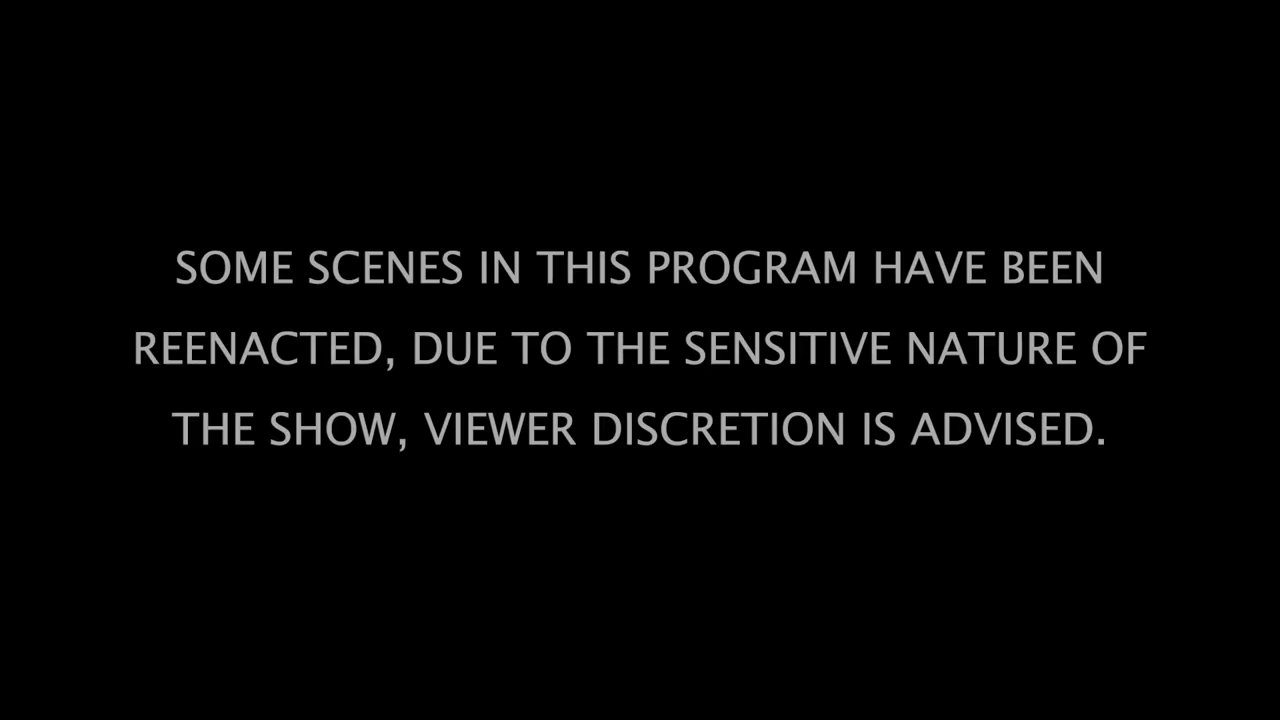 SOME SCENES IN THIS PROGRAM HAVE BEEN
REENACTED, DUE TO THE SENSITIVE NATURE OF
THE SHOW, VIEWER DISCRETION IS ADVISED.